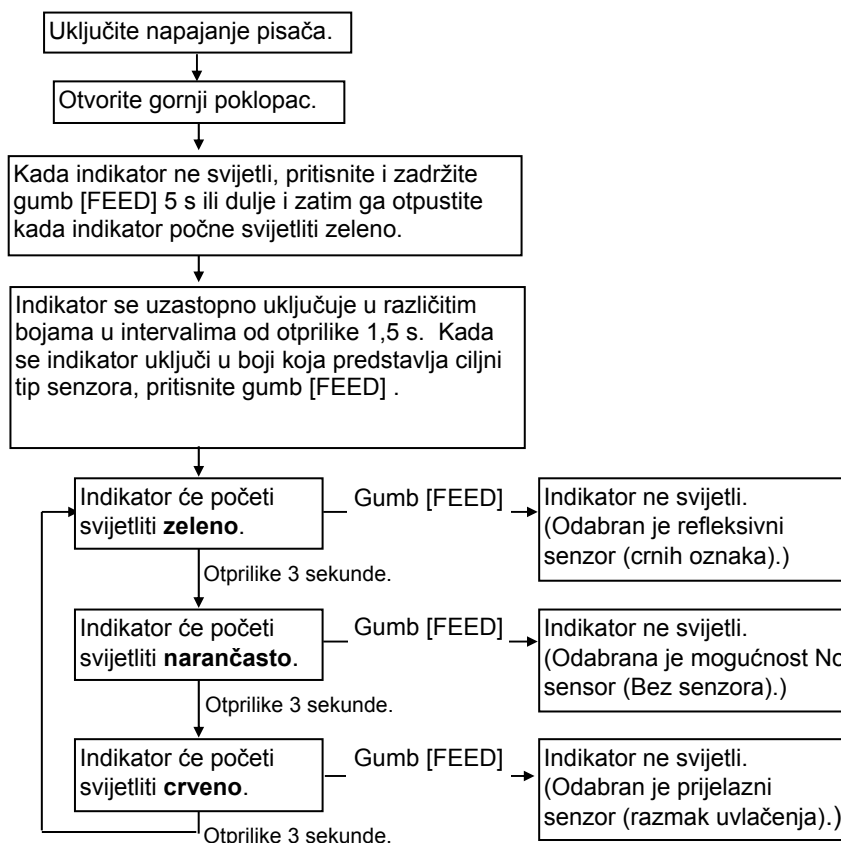 Uključite napajanje pisača.
Otvorite gornji poklopac.
Kada indikator ne svijetli, pritisnite i zadržite
gumb [FEED] 5 s ili dulje i zatim ga otpustite
kada indikator počne svijetliti zeleno.
Indikator se uzastopno uključuje u različitim
bojama u intervalima od otprilike 1,5 s.  Kada
se indikator uključi u boji koja predstavlja ciljni
tip senzora, pritisnite gumb [FEED] .
Indikator će početi
svijetliti zeleno.
Gumb [FEED]
Indikator ne svijetli.
(Odabran je refleksivni
senzor (crnih oznaka).)
Otprilike 3 sekunde.
Indikator će početi
svijetliti narančasto.
Gumb [FEED]
Indikator ne svijetli.
(Odabrana je mogućnost No
sensor (Bez senzora).)
Otprilike 3 sekunde.
Indikator će početi
svijetliti crveno.
Gumb [FEED]
Indikator ne svijetli.
(Odabran je prijelazni
senzor (razmak uvlačenja).)
Otprilike 3 sekunde.